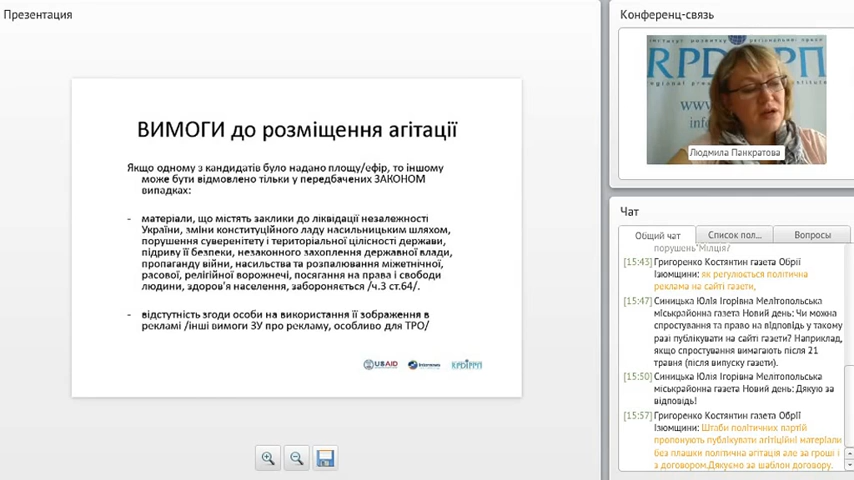 Презентация
ВИМОГИ до розміщення агітації
Якщо одному з кандидатів було надано площу/ефір, то іншому
може бути відмовлено тільки у передбачених ЗАКОНОМ
випадках:
- матеріали, що містять заклики до ліквідації незалежності
України, зміни конституційного ладу насильницьким шляхом,
порушення суверенітету і територіальної цілісності держави,
підриву її безпеки, незаконного захоплення державної влади,
пропаганду війни, насильства та розпалювання міжетнічної,
расової, релігійної ворожнечі, посягання на права і свободи
людини, здоров'я населення, забороняється /ч.3 ст.64/.
- відстутність згоди особи на використання її зображення в
рекламі /інші вимоги ЗУ про рекламу, особливо для ТРО/
USAID
Internews
Конференц-связь
інститут розвитку регіональної преси
www
Людмила Панкратова
Чат
Общий чат
Список пол...
Вопросы
порушень"Міліція/
[15:43] Григоренко Костянтин газета Обрії
Ізюмщини: як регулюється політична
реклама на сайті газети,
[15:47] Синицька Юлія Ігорівна Мелітопольська
міськрайонна газета Новий день: Чи можна
спростування та право на відповідь у такому
разі публікувати на сайті газети? Наприклад,
якщо спростування вимагають після 21
травня (після випуску газети).
[15:50] Синицька Юлія Ігорівна Мелітопольська
міськрайонна газета Новий день: Дякую за
відповідь!
[15:57] Григоренко Костянтин газета Обрії
Ізюмщини: Штаби політичних партій
пропонують публікувати агітіційні матеріали
без плашки політична агітація але за гроші і
з договором.Дякуємо за шаблон договору.